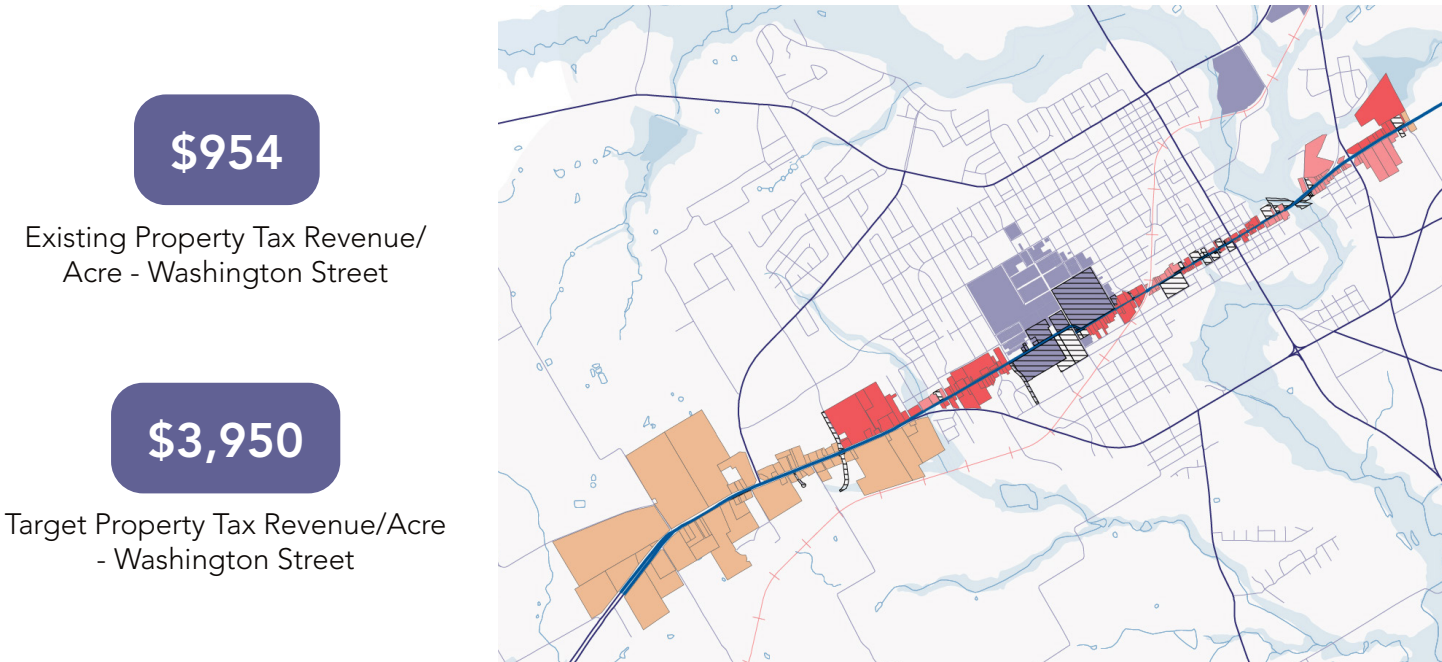 $954
Existing Property Tax Revenue/
Acre - Washington Street
$3,950
Target Property Tax Revenue/Acre
- Washington Street